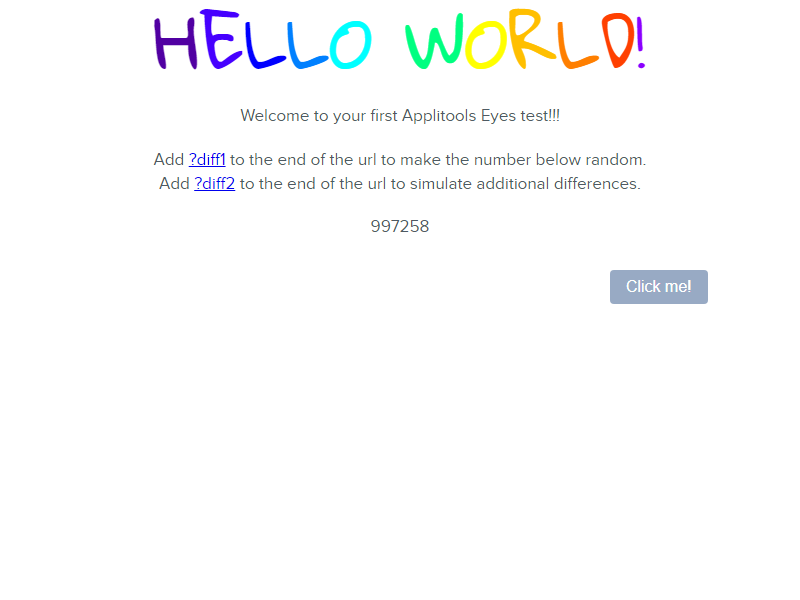 HELLO WORLD!
Welcome to your first Applitools Eyes test!!!
Add ?diff1 to the end of the url to make the number below random.
Add ?diff2 to the end of the url to simulate additional differences.
997258
Click me!